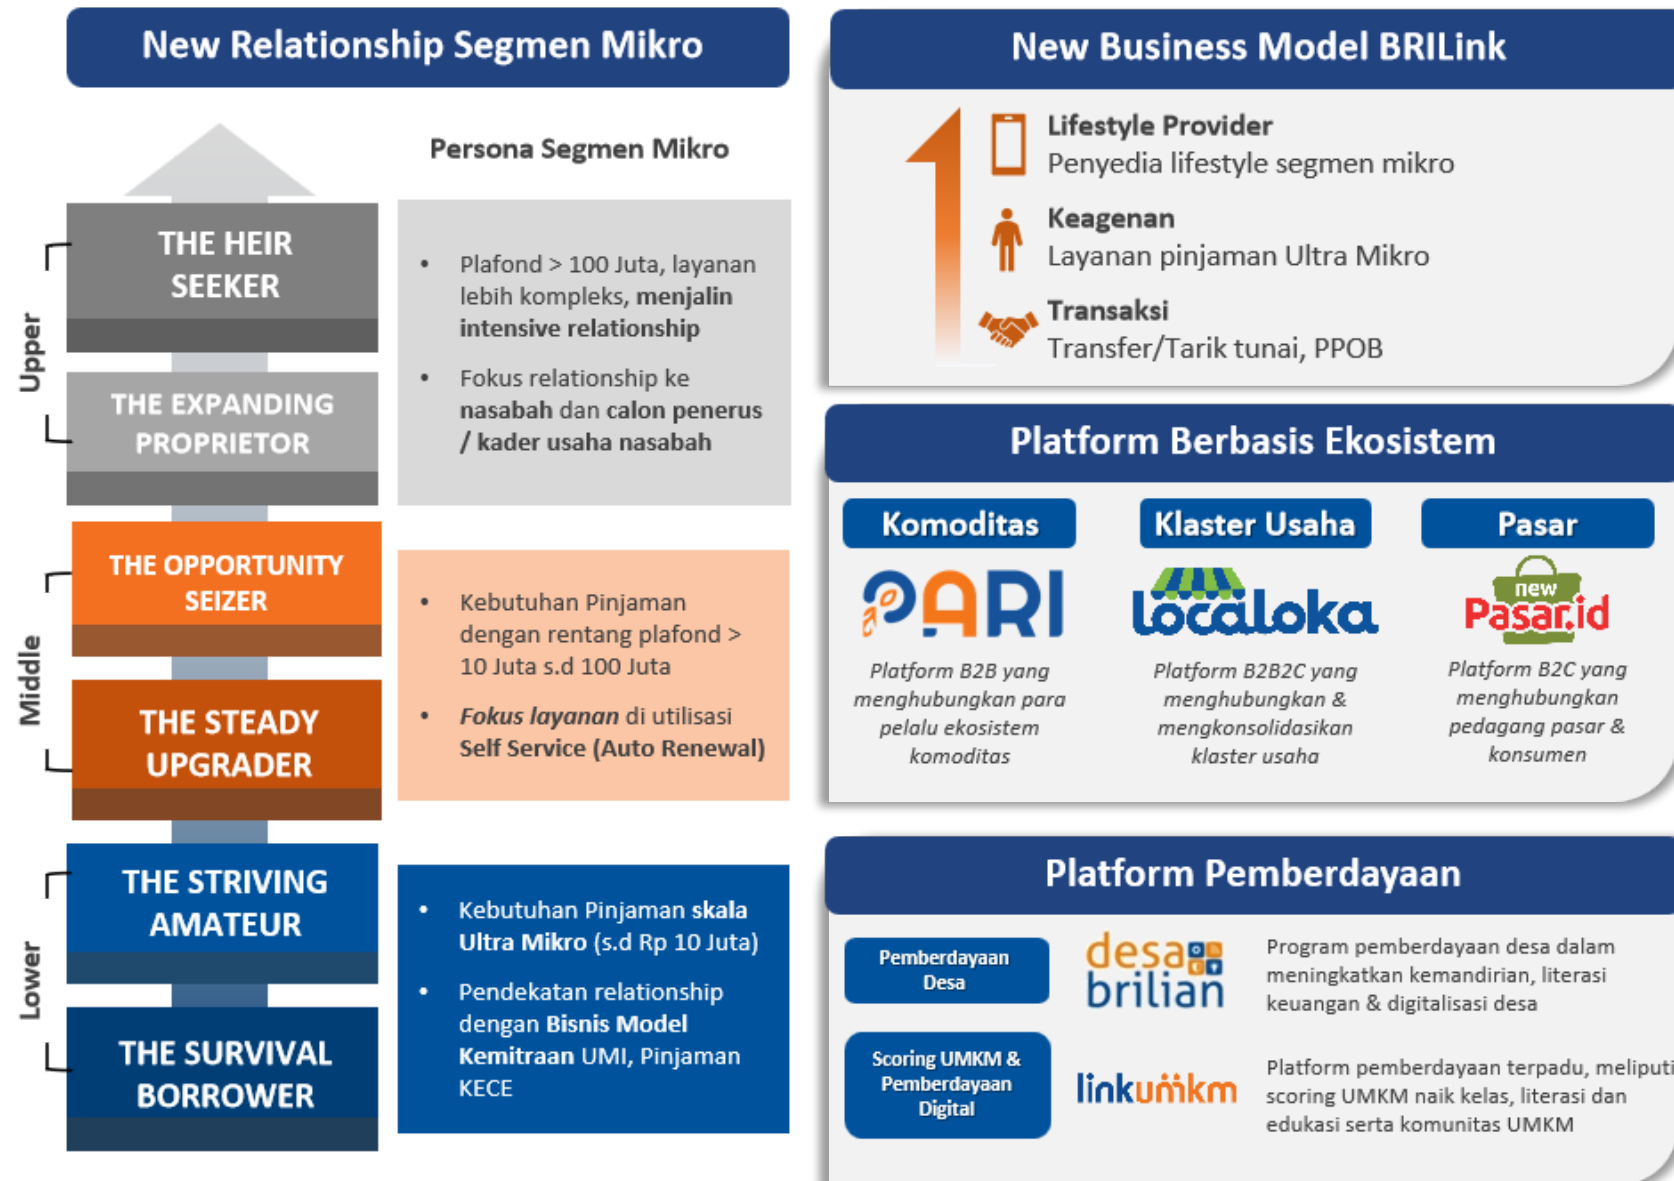 New Relationship Segmen Mikro
Persona Segmen Mikro
Upper
THE HEIR
SEEKER
THE EXPANDING
PROPRIETOR
• Plafond > 100 Juta, layanan
lebih kompleks, menjalin
intensive relationship
• Fokus relationship ke
nasabah dan calon penerus
/ kader usaha nasabah
Middle
THE OPPORTUNITY
SEIZER
THE STEADY
UPGRADER
• Kebutuhan Pinjaman
dengan rentang plafond >
10 Juta s.d 100 Juta
• Fokus layanan di utilisasi
Self Service (Auto Renewal)
Lower
THE STRIVING
AMATEUR
THE SURVIVAL
BORROWER
• Kebutuhan Pinjaman skala
Ultra Mikro (s.d Rp 10 Juta)
• Pendekatan relationship
dengan Bisnis Model
Kemitraan UMI, Pinjaman
KECE
New Business Model BRILink
Lifestyle Provider
Penyedia lifestyle segmen mikro
Keagenan
Layanan pinjaman Ultra Mikro
Transaksi
Transfer/Tarik tunai, PPOB
Platform Berbasis Ekosistem
Komoditas
PARI
Platform B2B yang
menghubungkan para
pelalu ekosistem
komoditas
Klaster Usaha
localoka
Platform B2B2C yang
menghubungkan &
mengkonsolidasikan
klaster usaha
Pasar
new
Pasar.id
Platform B2C yang
menghubungkan
pedagang pasar &
konsumen
Platform Pemberdayaan
Pemberdayaan
Desa
desa
brilian
Program pemberdayaan desa dalam
meningkatkan kemandirian, literasi
keuangan & digitalisasi desa
Scoring UMKM &
Pemberdayaan
Digital
linkumkm
Platform pemberdayaan terpadu, meliputi
scoring UMKM naik kelas, literasi dan
edukasi serta komunitas UMKM